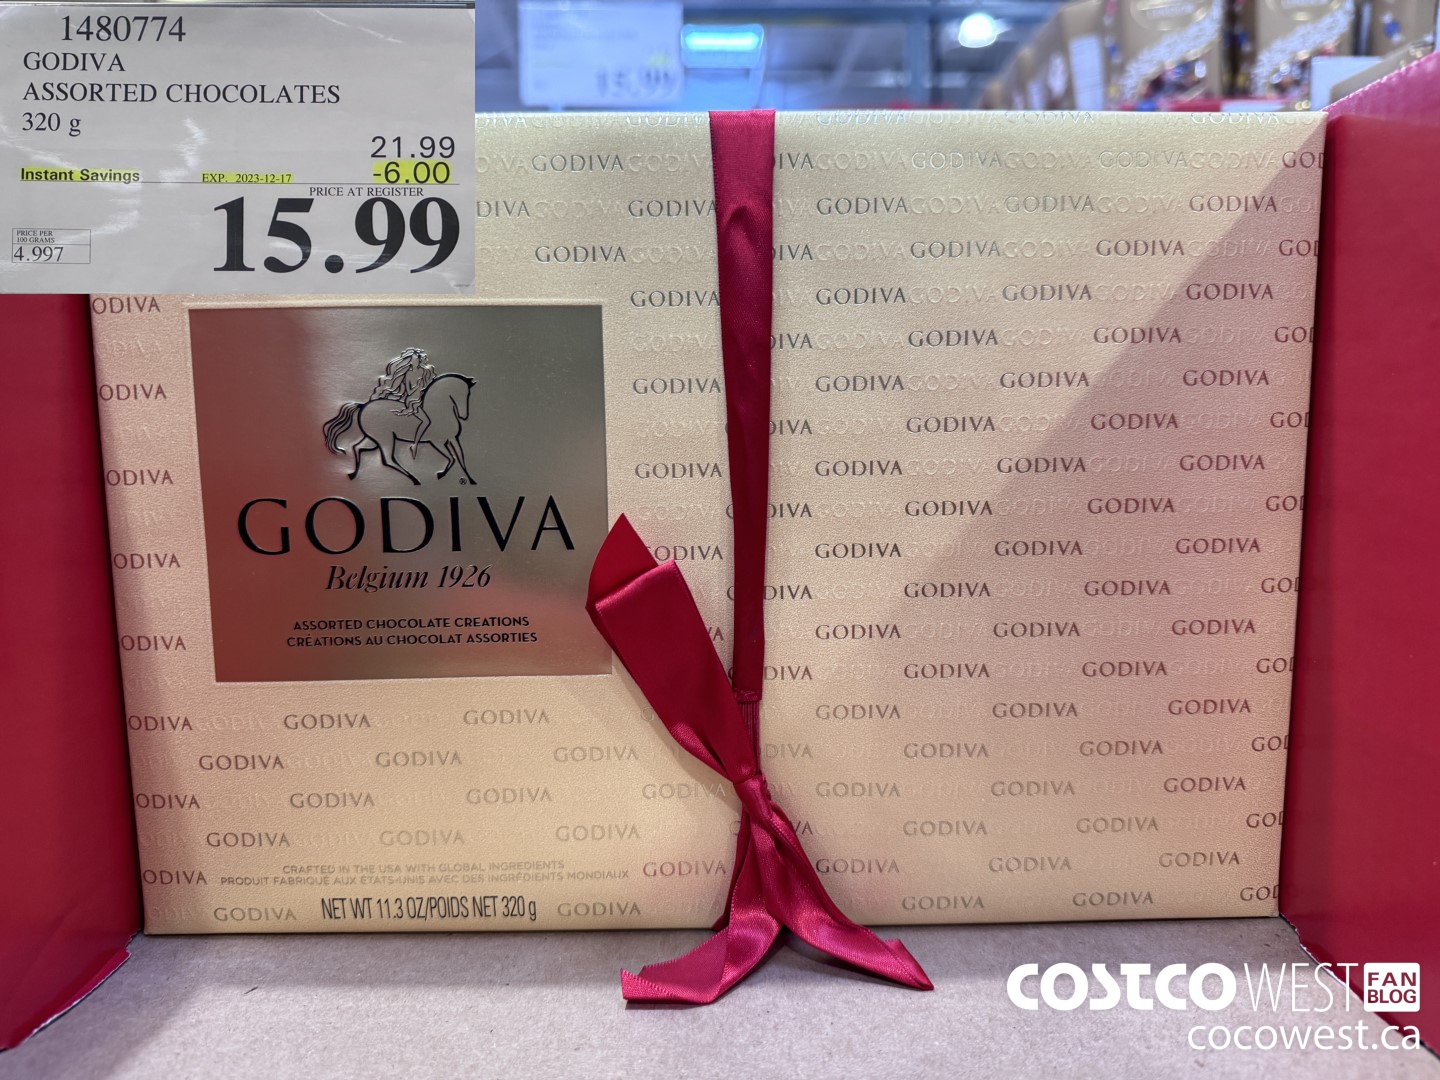 1480774
GODIVA
ASSORTED CHOCOLATES
320 g
21.99
Instant Savings EXP. 2023-12-17 -6.00
PRICE AT REGISTER
15.99
PRICE PER
100 GRAMS
4.997
15.99
GODIVA
Belgium 1926
ASSORTED CHOCOLATE CREATIONS
CRÉATIONS AU CHOCOLAT ASSORTIES
CRAFTED IN THE USA WITH GLOBAL INGREDIENTS
PRODUIT FABRIQUÉ AUX ÉTATS-UNIS AVEC DES INGRÉDIENTS MONDIAUX
NET WT 11.3 OZ/POIDS NET 320 g
COSTCO WEST FAN BLOG
cocowest.ca